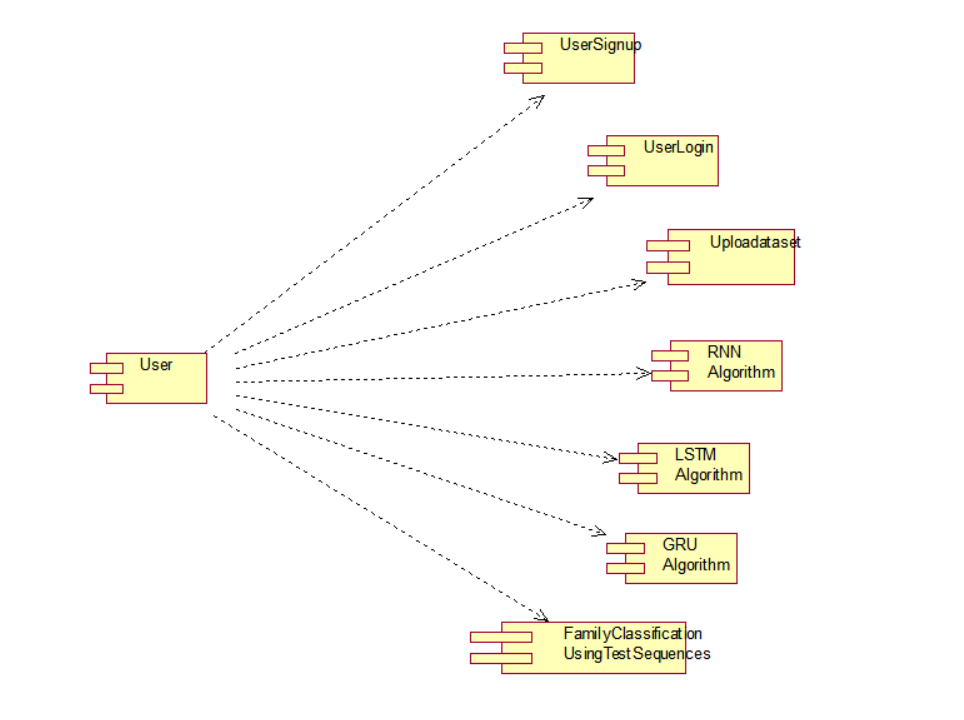 UserSignup
UserLogin
Uploadataset
RNN
Algorithm
User
LSTM
Algorithm
GRU
Algorithm
FamilyClassification
UsingTestSequences